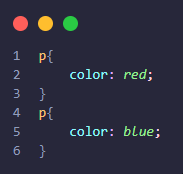 1 p{
2     color: red;
3 }
4 p{
5     color: blue;
6 }